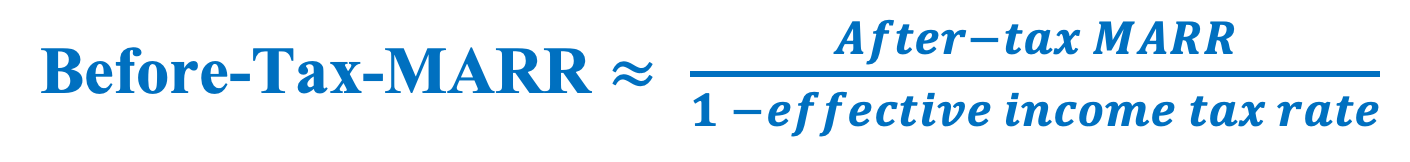 Before-Tax-MARR ≈ After−tax MARR
1 −effective income tax rate